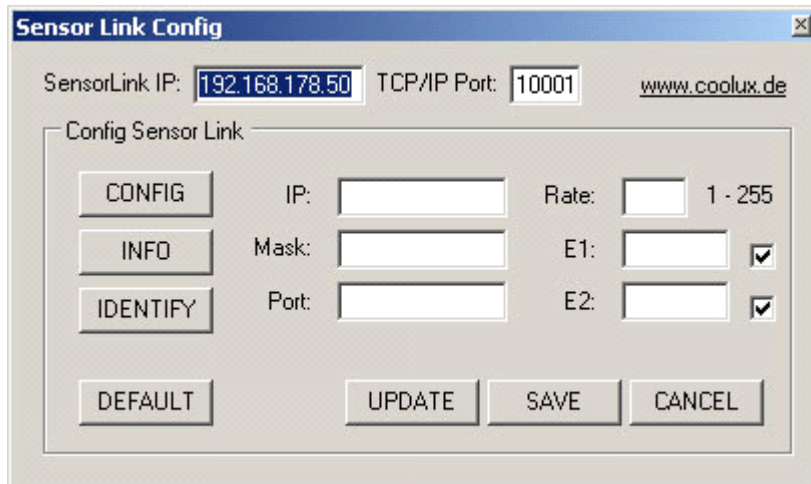 Sensor Link Config
SensorLink IP: 192.168.178.50 TCP/IP Port: 10001 www.coolux.de
Config Sensor Link
CONFIG IP: Rate: 1 - 255
INFO Mask: E1:
IDENTIFY Port: E2:
DEFAULT UPDATE SAVE CANCEL